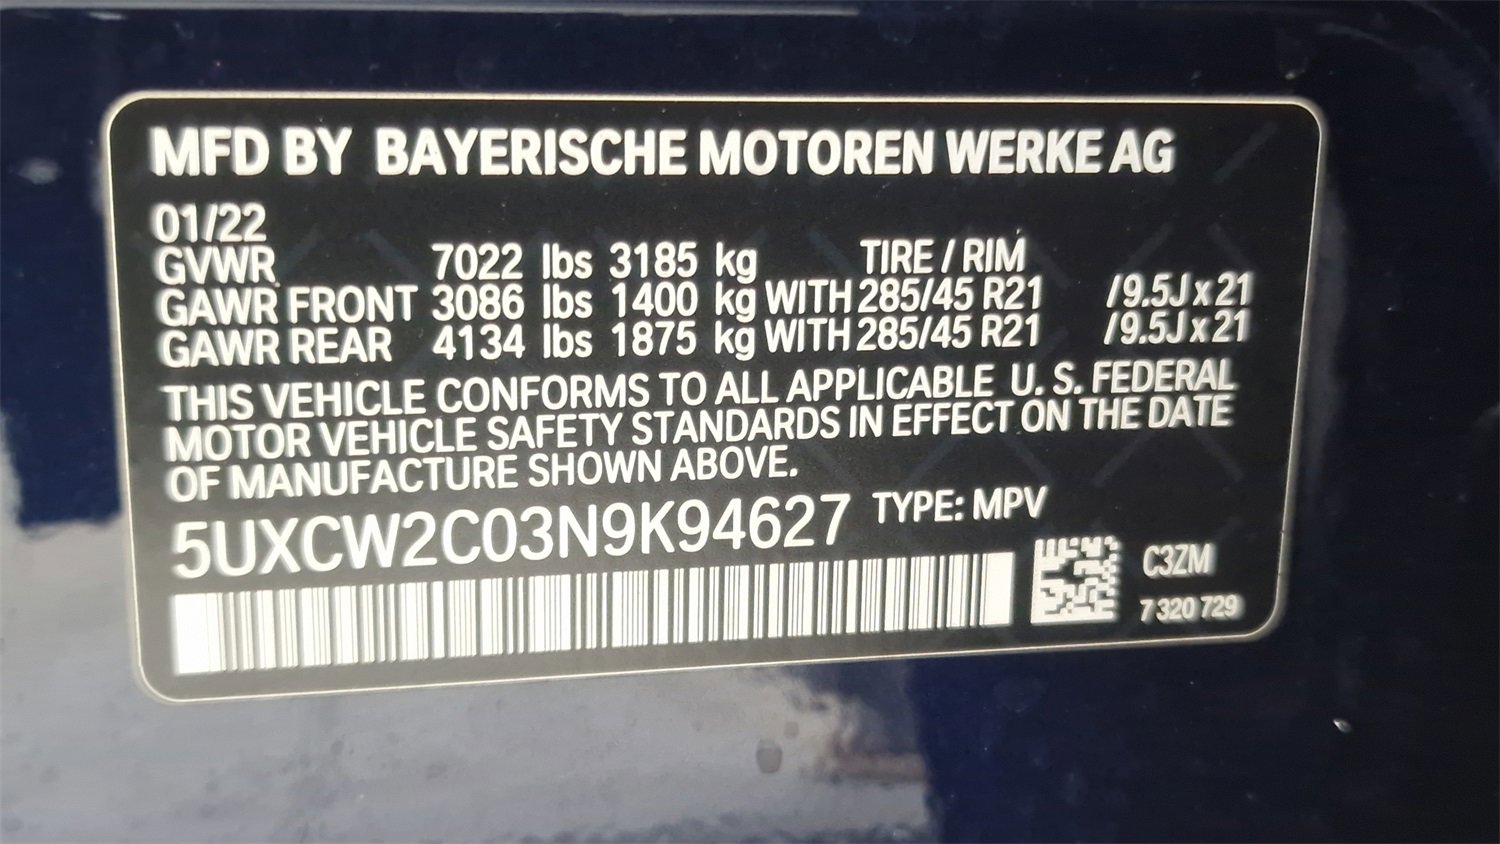 MFD BY BAYERISCHE MOTOREN WERKE AG
01/22
GVWR 7022 lbs 3185 kg TIRE / RIM
GAWR FRONT 3086 lbs 1400 kg WITH 285/45 R21 / 9.5J x 21
GAWR REAR 4134 lbs 1875 kg WITH 285/45 R21 / 9.5J x 21
THIS VEHICLE CONFORMS TO ALL APPLICABLE U. S. FEDERAL
MOTOR VEHICLE SAFETY STANDARDS IN EFFECT ON THE DATE
OF MANUFACTURE SHOWN ABOVE.
5UXCW2C03N9K94627 TYPE: MPV
C3ZM
7 320 729